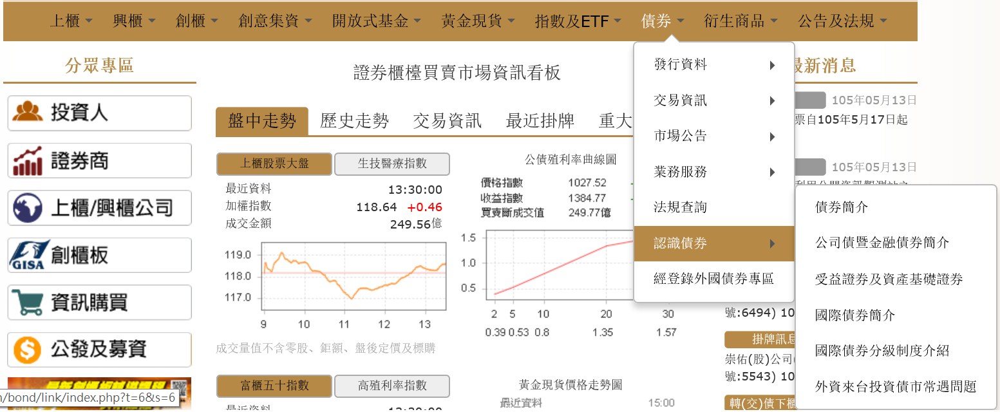 上櫃 興櫃 創櫃 創意集資 開放式基金 黃金現貨 指數及ETF 債券 衍生商品 公告及法規
分眾專區
投資人
證券商
上櫃/興櫃公司
GISA 創櫃板
資訊購買
公發及募資
n/bond/link/index.php?t=6&s=6
證券櫃檯買賣市場資訊看板
盤中走勢 歷史走勢 交易資訊 最近掛牌 重大
上櫃股票大盤 生技醫療指數
最近資料 13:30:00
加權指數 118.64 +0.46
成交金額 249.56億
119.0
118.0
117.0
9 10 11 12 13
成交量值不含零股、鉅額、盤後定價及標購
富櫃五十指數 高殖利率指數
最近資料 13:30:00
公債殖利率曲線圖
價格指數 1027.52
收益指數 1384.77
買賣斷成交值 249.77億
1.5
1.0
0.5
2 5 10 20 30
0.39 0.53 0.8 1.35 1.57
黃金現貨價格走勢圖
最近資料 15:00
發行資料
交易資訊
市場公告
業務服務
法規查詢
認識債券
經登錄外國債券專區
債券簡介
公司債暨金融債券簡介
受益證券及資產基礎證券
國際債券簡介
國際債券分級制度介紹
外資來台投資債市常遇問題
最新消息
105年05月13日
票自105年5月17日起
105年05月13日
號:6494) 10
掛牌訊息
崇佑(股)公司(
號:5543) 10
轉(交)債下櫃